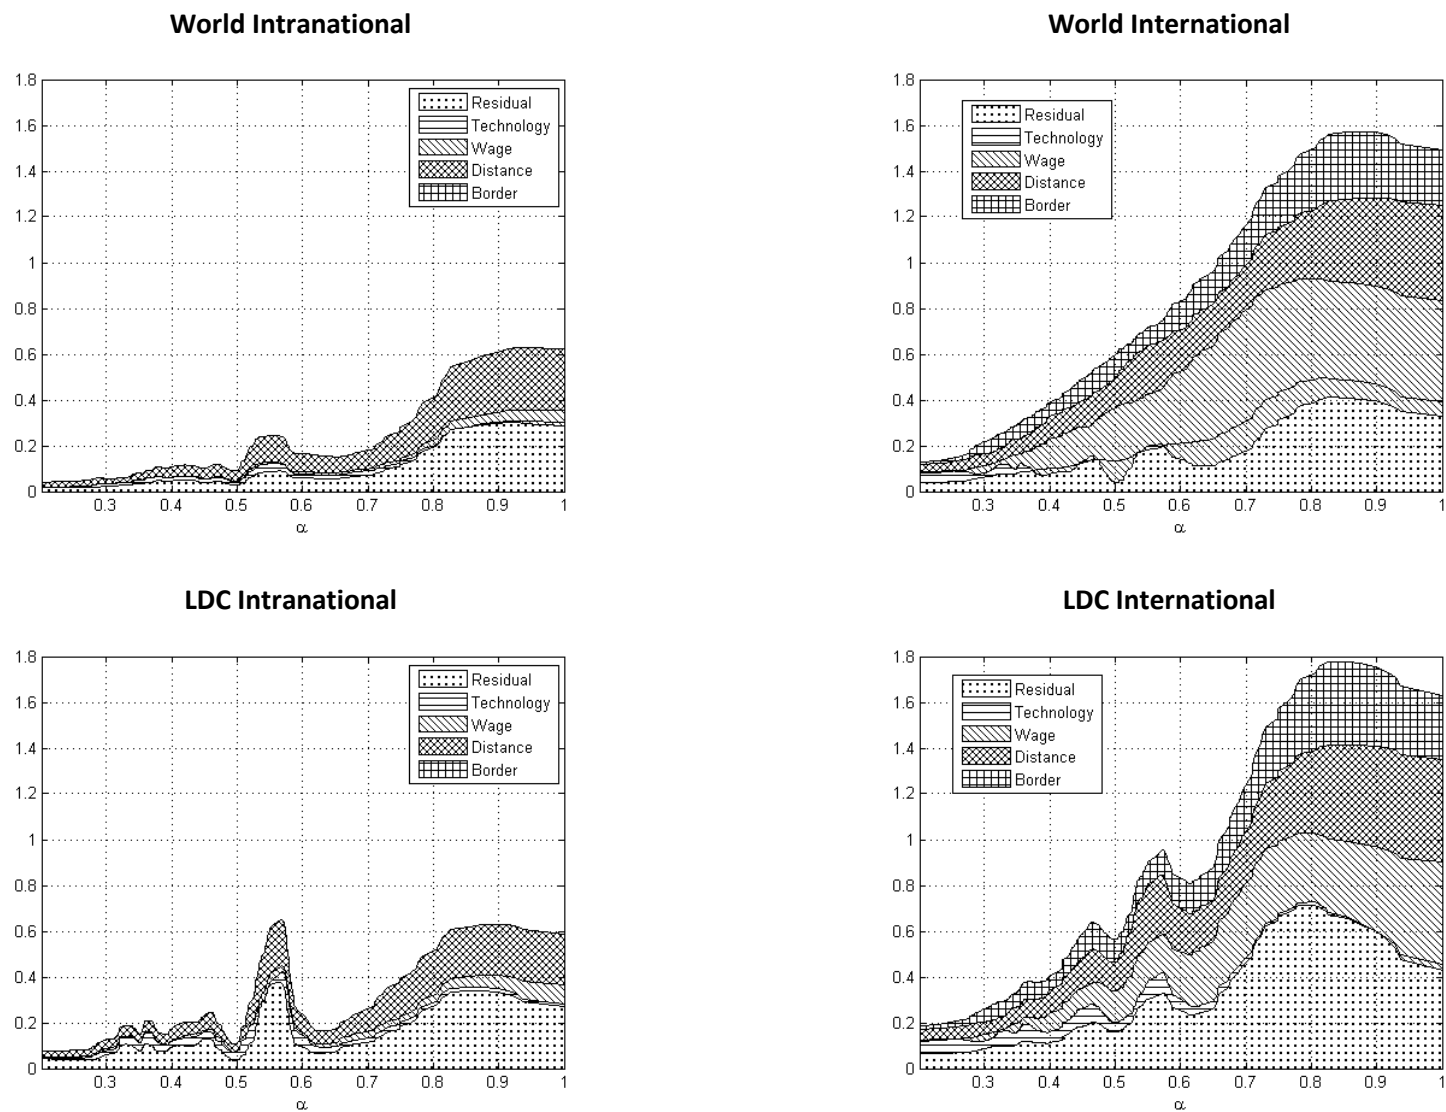 World Intranational
World International
1.8
1.6
1.4
1.2
1
0.8
0.6
0.4
0.2
0
0.3 0.4 0.5 0.6 0.7 0.8 0.9 1
α
Residual
Technology
Wage
Distance
Border
1.8
1.6
1.4
1.2
1
0.8
0.6
0.4
0.2
0
0.3 0.4 0.5 0.6 0.7 0.8 0.9 1
α
Residual
Technology
Wage
Distance
Border
LDC Intranational
LDC International
1.8
1.6
1.4
1.2
1
0.8
0.6
0.4
0.2
0
0.3 0.4 0.5 0.6 0.7 0.8 0.9 1
α
Residual
Technology
Wage
Distance
Border
1.8
1.6
1.4
1.2
1
0.8
0.6
0.4
0.2
0
0.3 0.4 0.5 0.6 0.7 0.8 0.9 1
α
Residual
Technology
Wage
Distance
Border